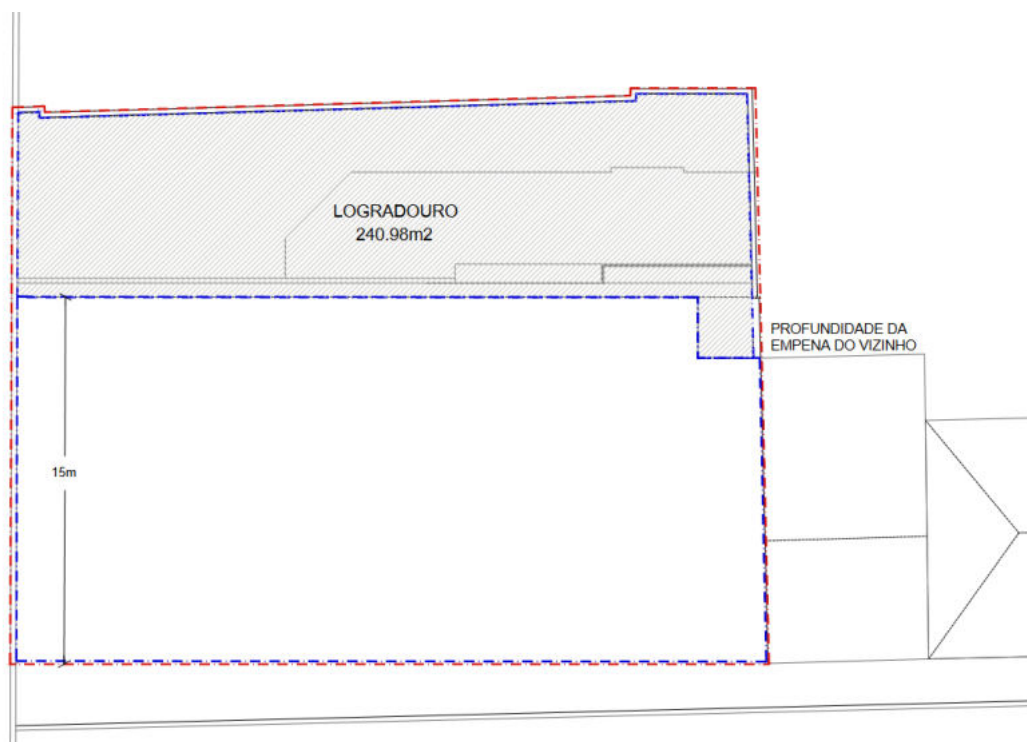 LOGRADOURO
240.98m2
PROFUNDIDADE DA
EMPENA DO VIZINHO
15m